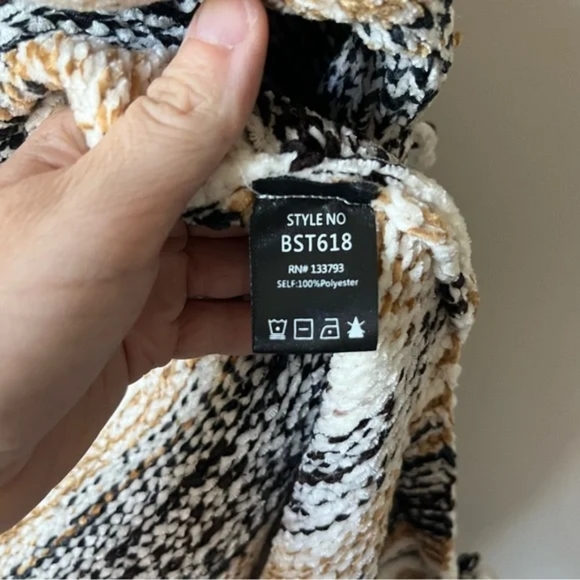 STYLE NO
BST618
RN# 133793
SELF:100%Polyester